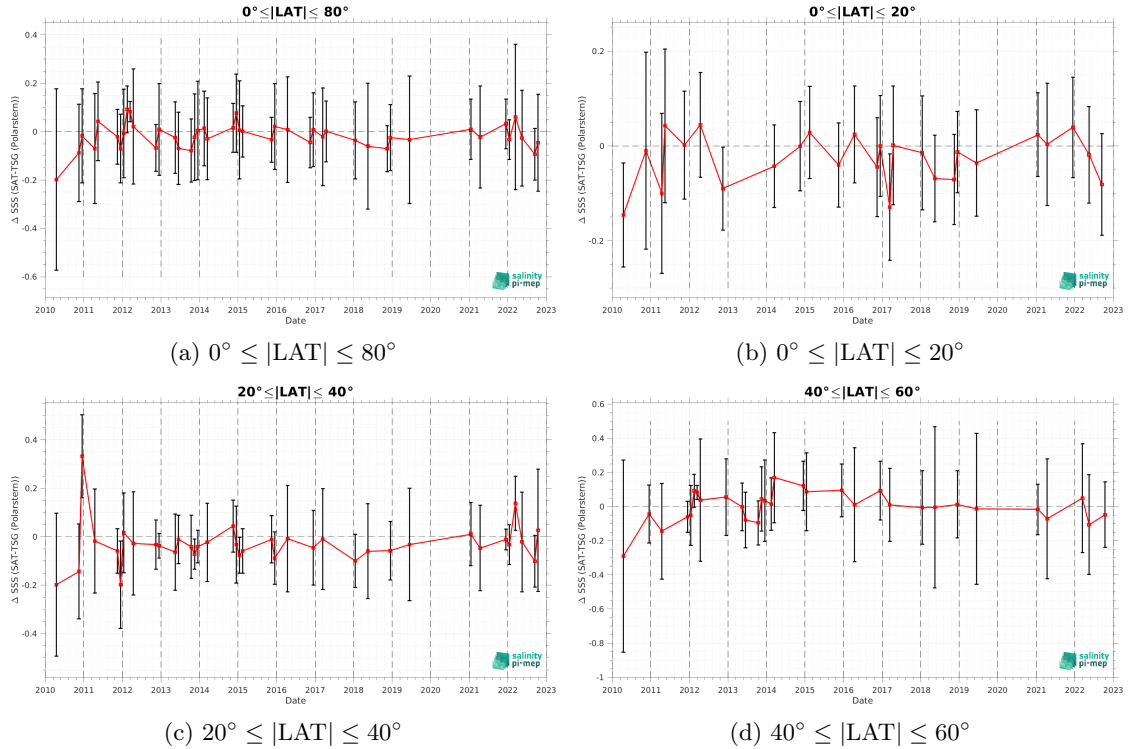 0°≤|LAT|≤ 80°
Δ SSS (SAT-TSG (Polarstern))
0.4
0.2
0
-0.2
-0.4
-0.6
2010 2011 2012 2013 2014 2015 2016 2017 2018 2019 2020 2021 2022 2023
Date
salinity
pi-mep
(a) 0° ≤ |LAT| ≤ 80°
0°≤|LAT|≤ 20°
Δ SSS (SAT-TSG (Polarstern))
0.2
0
-0.2
2010 2011 2012 2013 2014 2015 2016 2017 2018 2019 2020 2021 2022 2023
Date
salinity
pi-mep
(b) 0° ≤ |LAT| ≤ 20°
20°≤|LAT|≤ 40°
Δ SSS (SAT-TSG (Polarstern))
0.4
0.2
0
-0.2
-0.4
2010 2011 2012 2013 2014 2015 2016 2017 2018 2019 2020 2021 2022 2023
Date
salinity
pi-mep
(c) 20° ≤ |LAT| ≤ 40°
40°≤|LAT|≤ 60°
Δ SSS (SAT-TSG (Polarstern))
0.6
0.4
0.2
0
-0.2
-0.4
-0.6
-0.8
-1
2010 2011 2012 2013 2014 2015 2016 2017 2018 2019 2020 2021 2022 2023
Date
salinity
pi-mep
(d) 40° ≤ |LAT| ≤ 60°